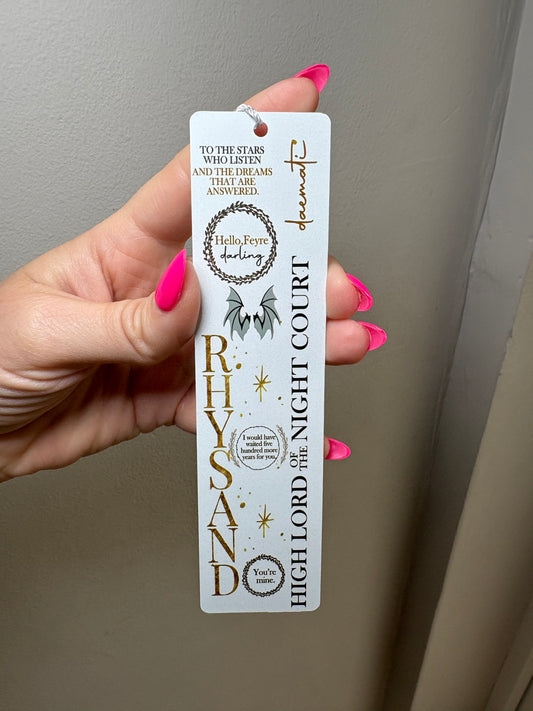 TO THE STARS
WHO LISTEN
AND THE DREAMS
THAT ARE
ANSWERED.
daemati
Hello, Feyre
darling
RHYSAND
I would have
waited five
hundred more
years for you.
You're
mine.
HIGH LORD OF THE NIGHT COURT